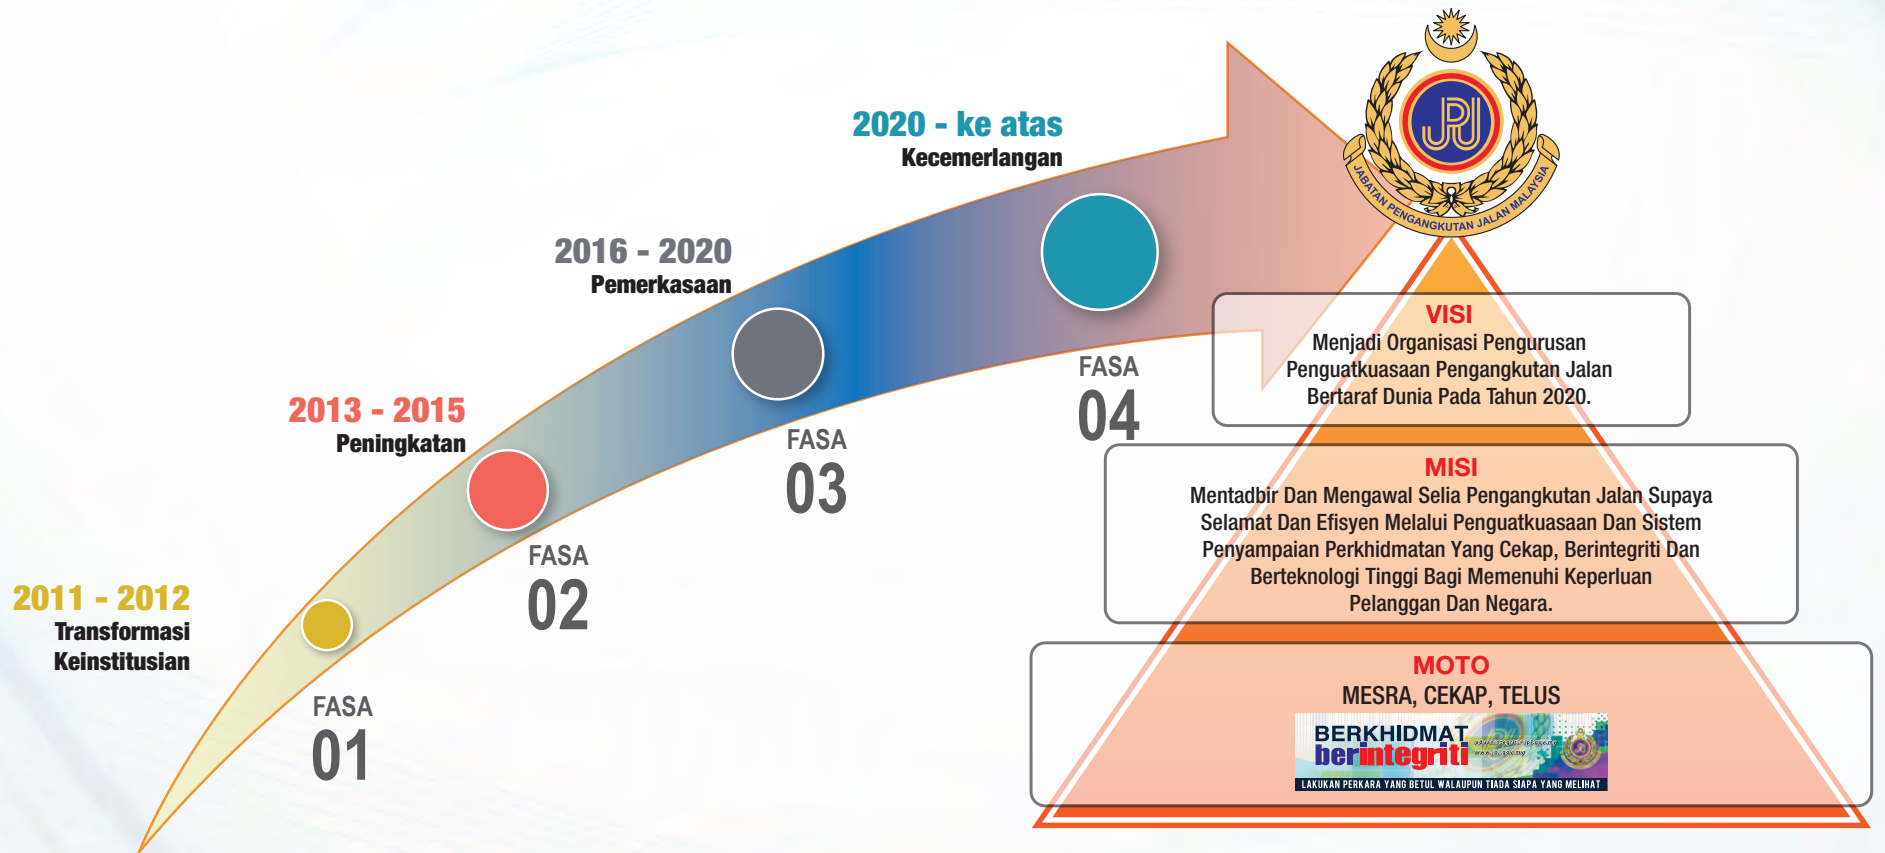 2011 - 2012
Transformasi
Keinstitusian
FASA
01
2013 - 2015
Peningkatan
FASA
02
2016 - 2020
Pemerkasaan
FASA
03
2020 - ke atas
Kecemerlangan
FASA
04
JPJ
JABATAN PENGANGKUTAN JALAN MALAYSIA
VISI
Menjadi Organisasi Pengurusan
Penguatkuasaan Pengangkutan Jalan
Bertaraf Dunia Pada Tahun 2020.
MISI
Mentadbir Dan Mengawal Selia Pengangkutan Jalan Supaya
Selamat Dan Efisyen Melalui Penguatkuasaan Dan Sistem
Penyampaian Perkhidmatan Yang Cekap, Berintegriti Dan
Berteknologi Tinggi Bagi Memenuhi Keperluan
Pelanggan Dan Negara.
MOTO
MESRA, CEKAP, TELUS
BERKHIDMAT
berintegriti
LAKUKAN PERKARA YANG BETUL WALAUPUN TIADA SIAPA YANG MELIHAT